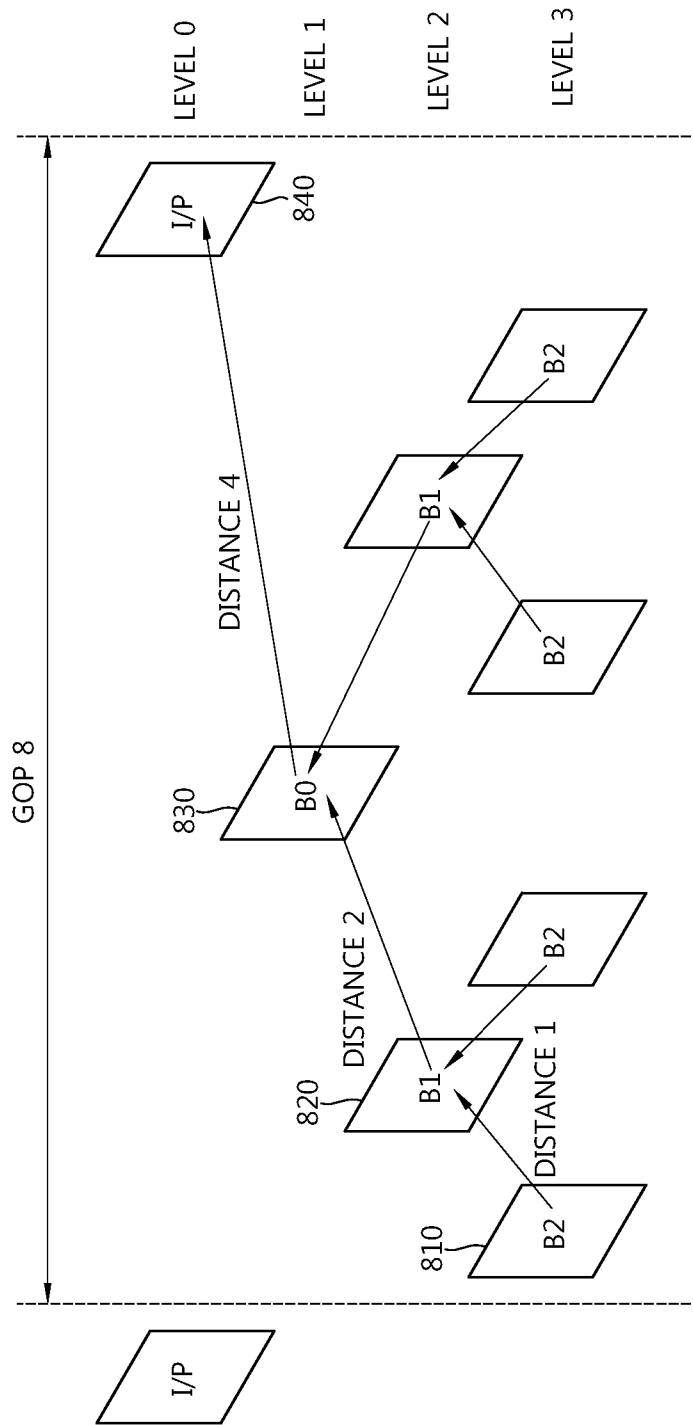 GOP 8
I/P
I/P
840
LEVEL 0
DISTANCE 4
830
B0
LEVEL 1
DISTANCE 2
820
B1
B1
LEVEL 2
DISTANCE 1
810
B2
B2
B2
B2
LEVEL 3